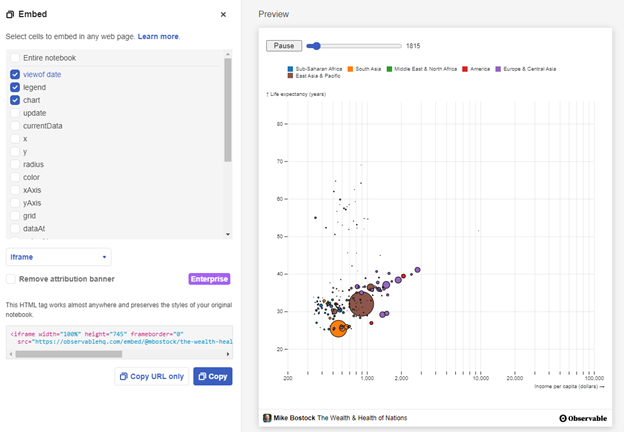 Embed
Select cells to embed in any web page. Learn more.
Entire notebook
viewof date
legend
chart
update
currentData
x
y
radius
color
xAxis
yAxis
grid
dataAt
Iframe
Remove attribution banner
Enterprise
This HTML tag works almost anywhere and preserves the styles of your original
notebook.
<iframe width="100%" height="745" frameborder="0"
src="https://observablehq.com/embed/@mbostock/the-wealth-heal
Copy URL only
Copy
Preview
Pause
1815
Sub-Saharan Africa South Asia Middle East & North Africa America Europe & Central Asia
East Asia & Pacific
↑ Life expectancy (years)
80
70
60
50
40
30
20
200 1,000 2,000 10,000 20,000 100,000
Income per capita (dollars) →
Mike Bostock The Wealth & Health of Nations
Observable